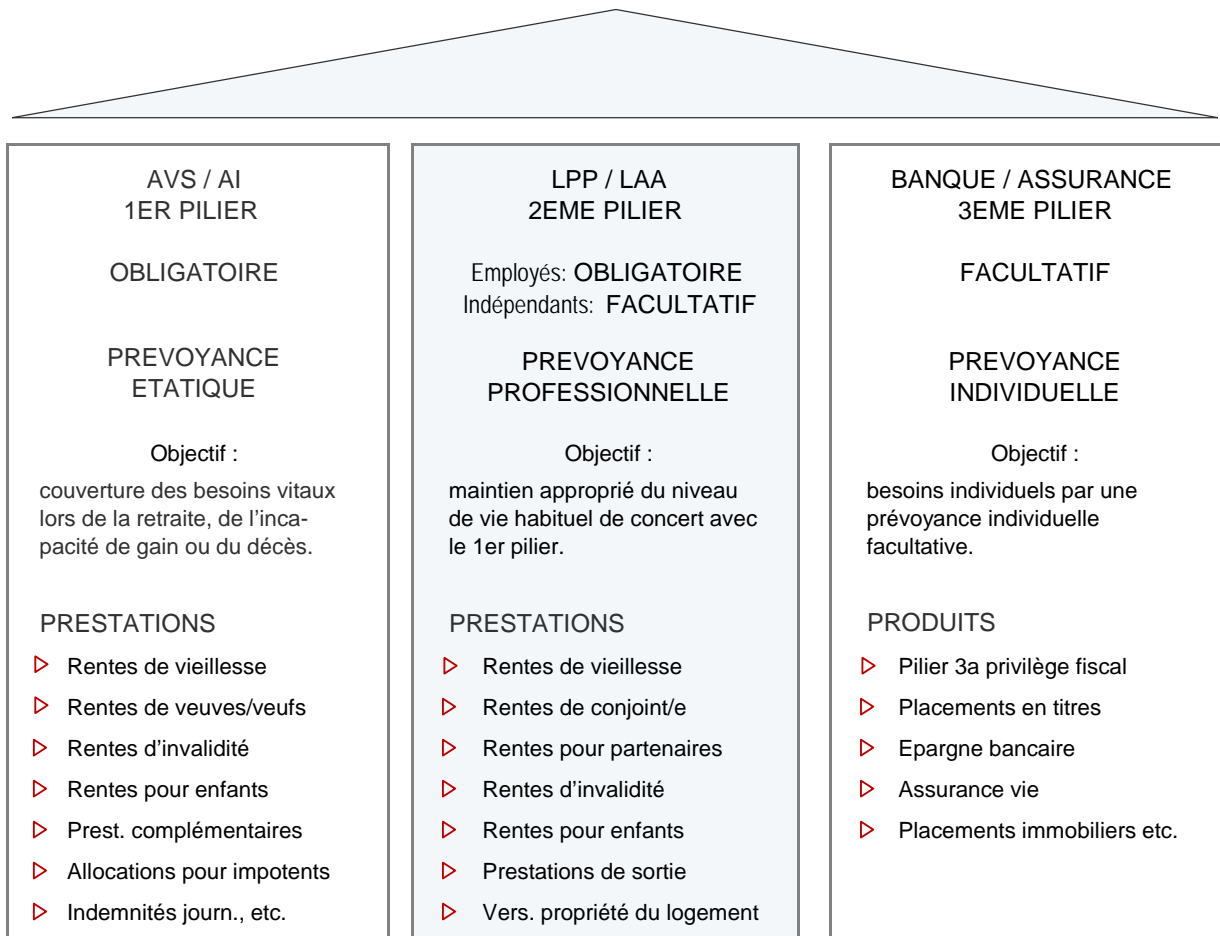 AVS / AI
1ER PILIER
OBLIGATOIRE
PREVOYANCE
ETATIQUE
Objectif :
couverture des besoins vitaux
lors de la retraite, de l’inca-
pacité de gain ou du décès.
PRESTATIONS
Rentes de vieillesse
Rentes de veuves/veufs
Rentes d’invalidité
Rentes pour enfants
Prest. complémentaires
Allocations pour impotents
Indemnités journ., etc.
LPP / LAA
2EME PILIER
Employés: OBLIGATOIRE
Indépendants: FACULTATIF
PREVOYANCE
PROFESSIONNELLE
Objectif :
maintien approprié du niveau
de vie habituel de concert avec
le 1er pilier.
PRESTATIONS
Rentes de vieillesse
Rentes de conjoint/e
Rentes pour partenaires
Rentes d’invalidité
Rentes pour enfants
Prestations de sortie
Vers. propriété du logement
BANQUE / ASSURANCE
3EME PILIER
FACULTATIF
PREVOYANCE
INDIVIDUELLE
Objectif :
besoins individuels par une
prévoyance individuelle
facultative.
PRODUITS
Pilier 3a privilège fiscal
Placements en titres
Epargne bancaire
Assurance vie
Placements immobiliers etc.